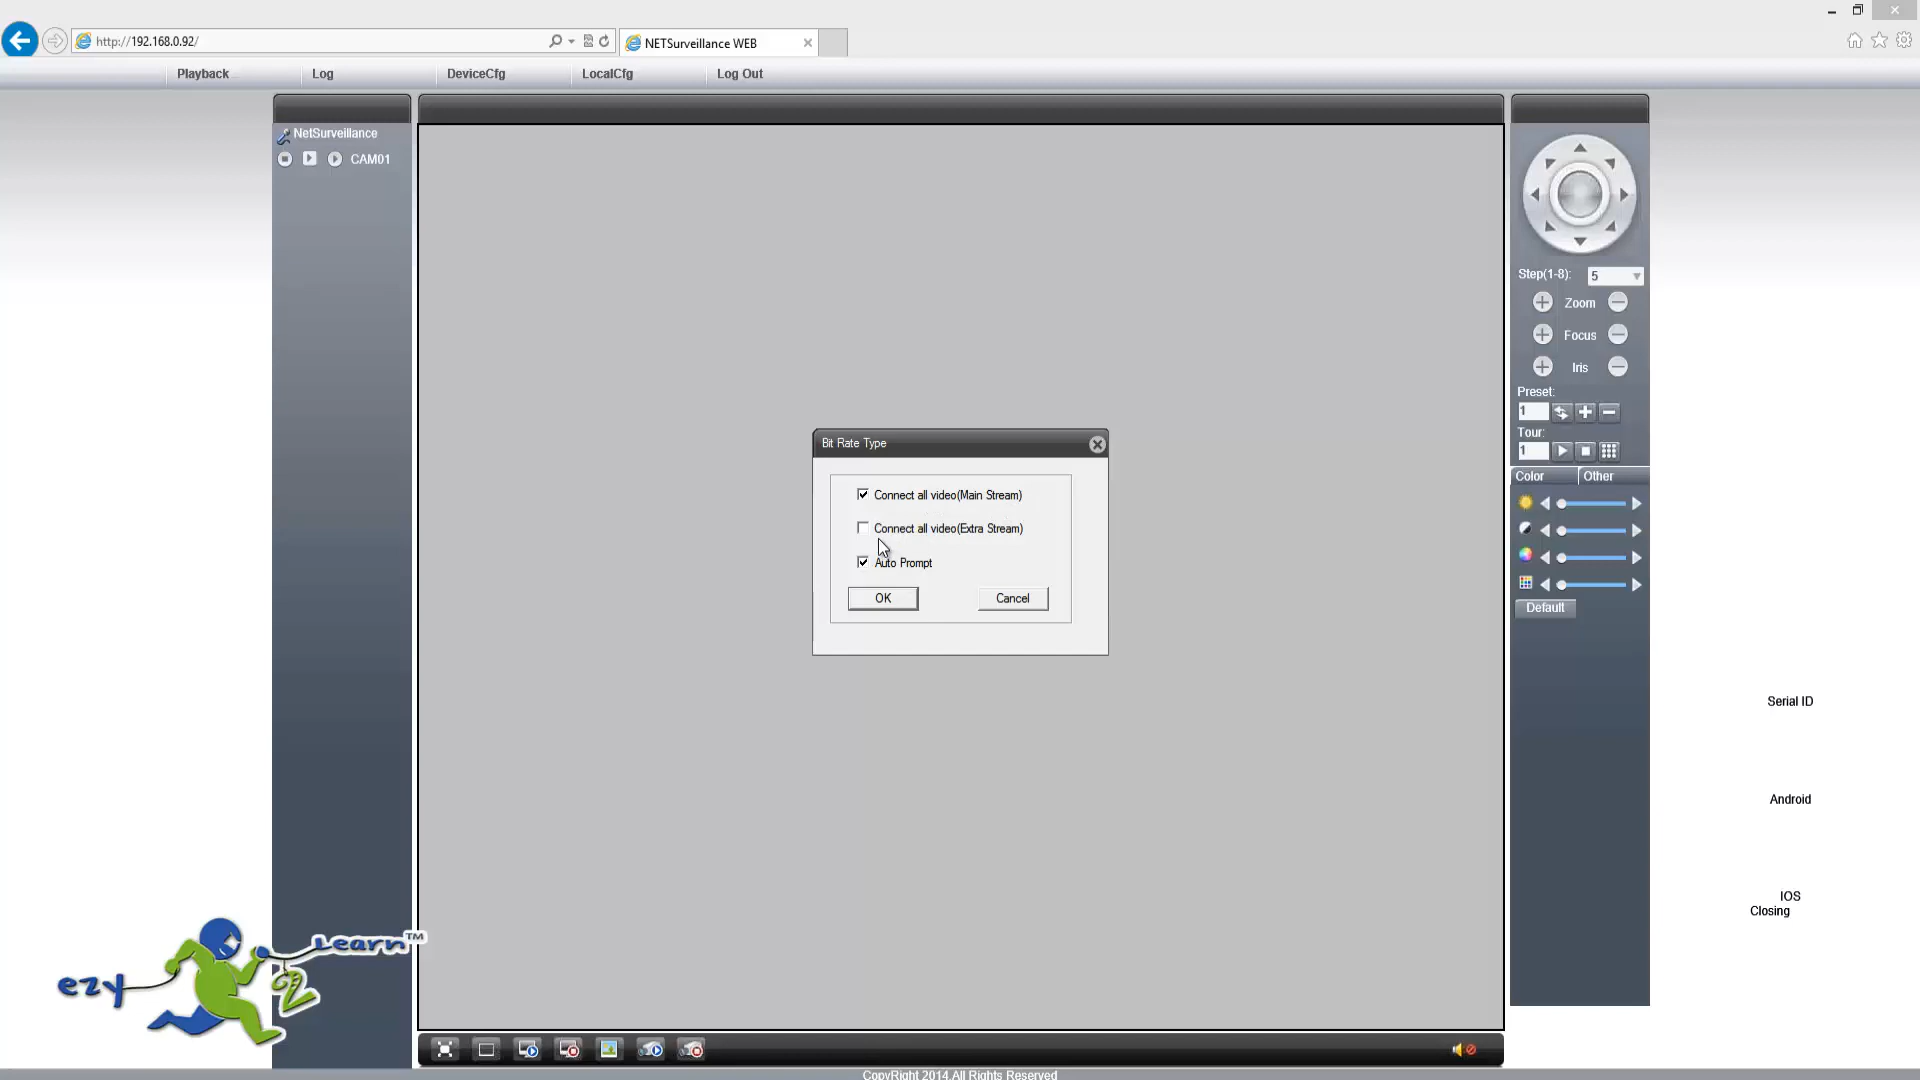 http://192.168.0.92/
NETSurveillance WEB
Playback
Log
DeviceCfg
LocalCfg
Log Out
NetSurveillance
CAM01
Step(1-8):
5
Zoom
Focus
Iris
Preset:
1
Tour:
1
Color
Other
Default
Bit Rate Type
Connect all video(Main Stream)
Connect all video(Extra Stream)
Auto Prompt
OK
Cancel
Serial ID
Android
IOS
Closing
ezy
2
Learn™
CopyRight 2014.All Rights Reserved